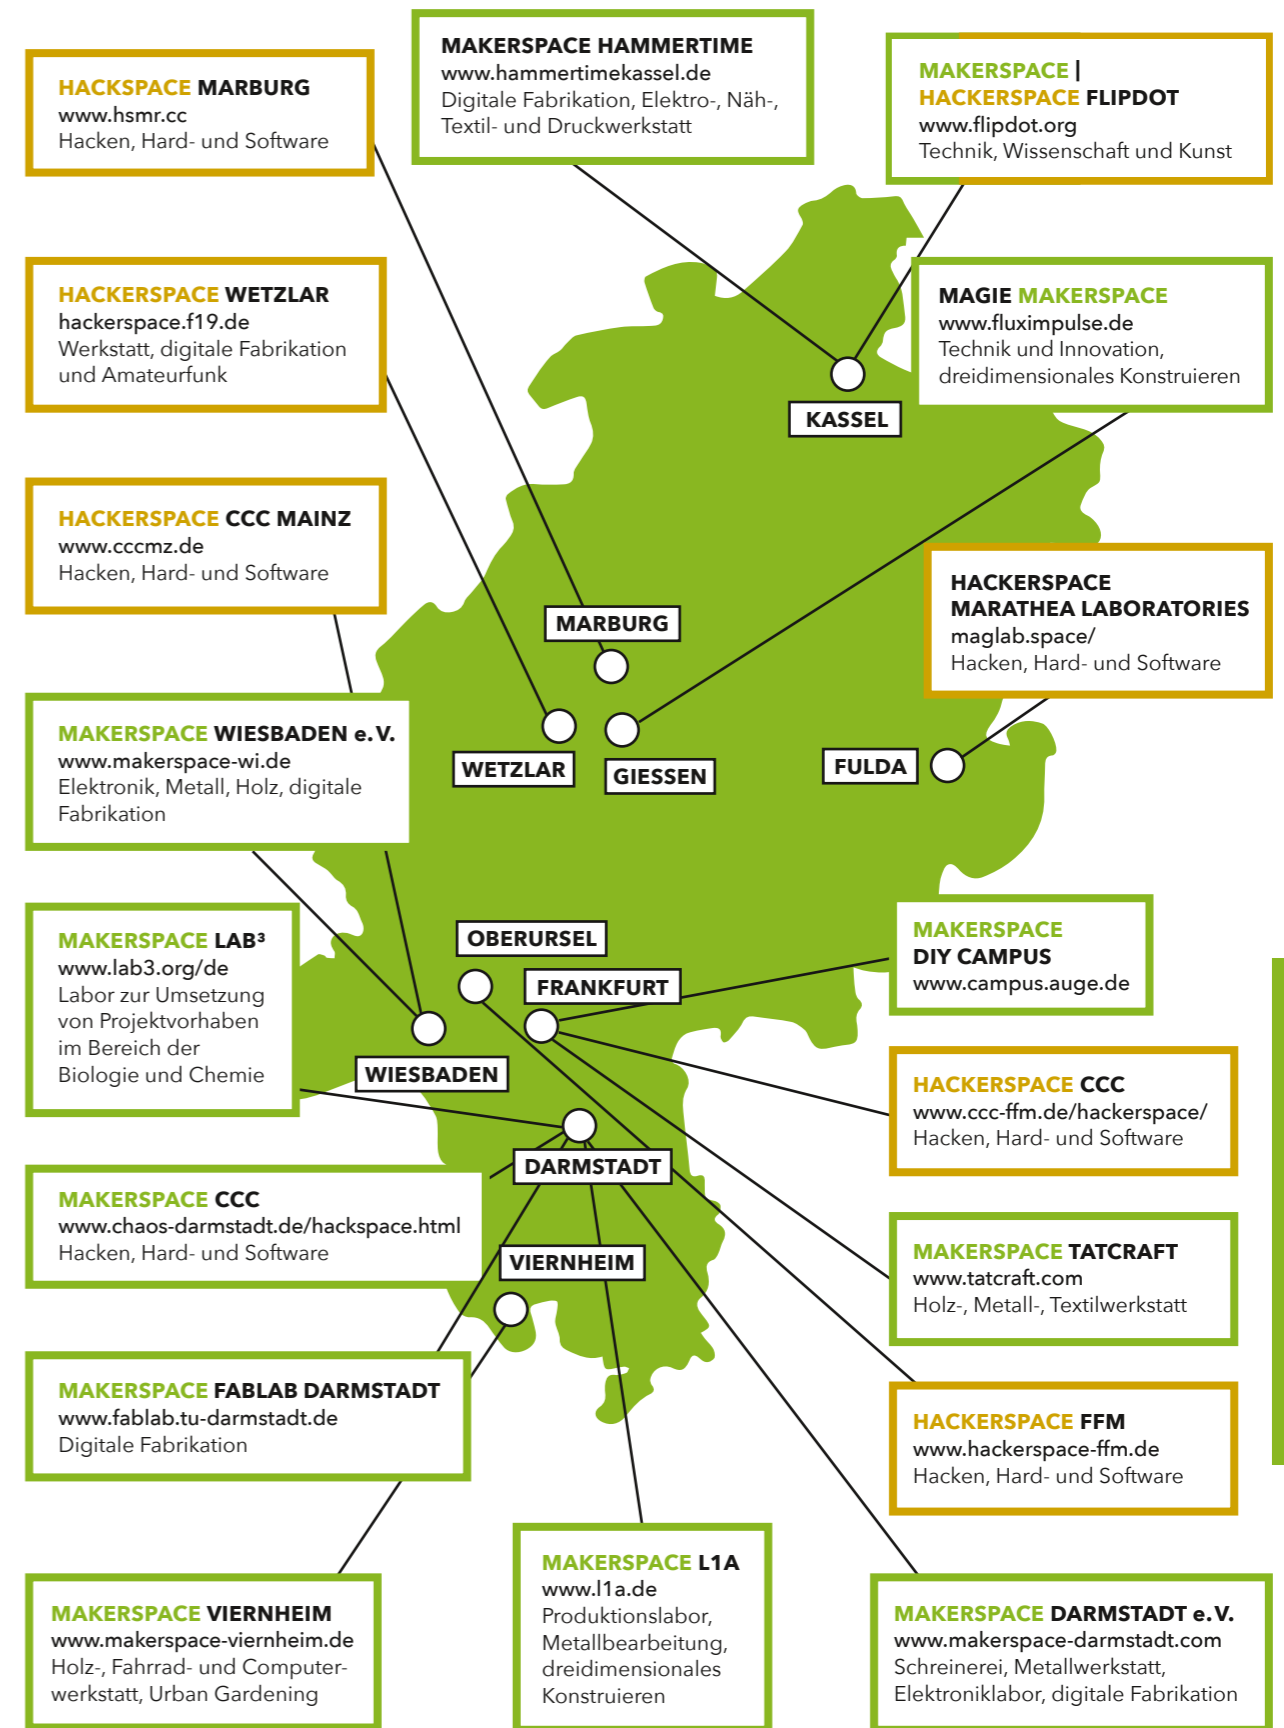 HACKSPACE MARBURG
www.hsmr.cc
Hacken, Hard- und Software
MAKERSPACE HAMMERTIME
www.hammertimekassel.de
Digitale Fabrikation, Elektro-, Näh-,
Textil- und Druckwerkstatt
MAKERSPACE |
HACKERSPACE FLIPDOT
www.flipdot.org
Technik, Wissenschaft und Kunst
HACKERSPACE WETZLAR
hackerspace.f19.de
Werkstatt, digitale Fabrikation
und Amateurfunk
MAGIE MAKERSPACE
www.fluximpulse.de
Technik und Innovation,
dreidimensionales Konstruieren
KASSEL
HACKERSPACE CCC MAINZ
www.cccmz.de
Hacken, Hard- und Software
HACKERSPACE
MARATHEA LABORATORIES
maglab.space/
Hacken, Hard- und Software
MARBURG
WETZLAR
GIESSEN
FULDA
MAKERSPACE WIESBADEN e.V.
www.makerspace-wi.de
Elektronik, Metall, Holz, digitale
Fabrikation
MAKERSPACE LAB³
www.lab3.org/de
Labor zur Umsetzung
von Projektvorhaben
im Bereich der
Biologie und Chemie
OBERURSEL
FRANKFURT
WIESBADEN
MAKERSPACE
DIY CAMPUS
www.campus.auge.de
HACKERSPACE CCC
www.ccc-ffm.de/hackerspace/
Hacken, Hard- und Software
DARMSTADT
MAKERSPACE CCC
www.chaos-darmstadt.de/hackspace.html
Hacken, Hard- und Software
VIERNHEIM
MAKERSPACE TATCRAFT
www.tatcraft.com
Holz-, Metall-, Textilwerkstatt
MAKERSPACE FABLAB DARMSTADT
www.fablab.tu-darmstadt.de
Digitale Fabrikation
HACKERSPACE FFM
www.hackerspace-ffm.de
Hacken, Hard- und Software
MAKERSPACE VIERNHEIM
www.makerspace-viernheim.de
Holz-, Fahrrad- und Computer-
werkstatt, Urban Gardening
MAKERSPACE L1A
www.l1a.de
Produktionslabor,
Metallbearbeitung,
dreidimensionales
Konstruieren
MAKERSPACE DARMSTADT e.V.
www.makerspace-darmstadt.com
Schreinerei, Metallwerkstatt,
Elektroniklabor, digitale Fabrikation